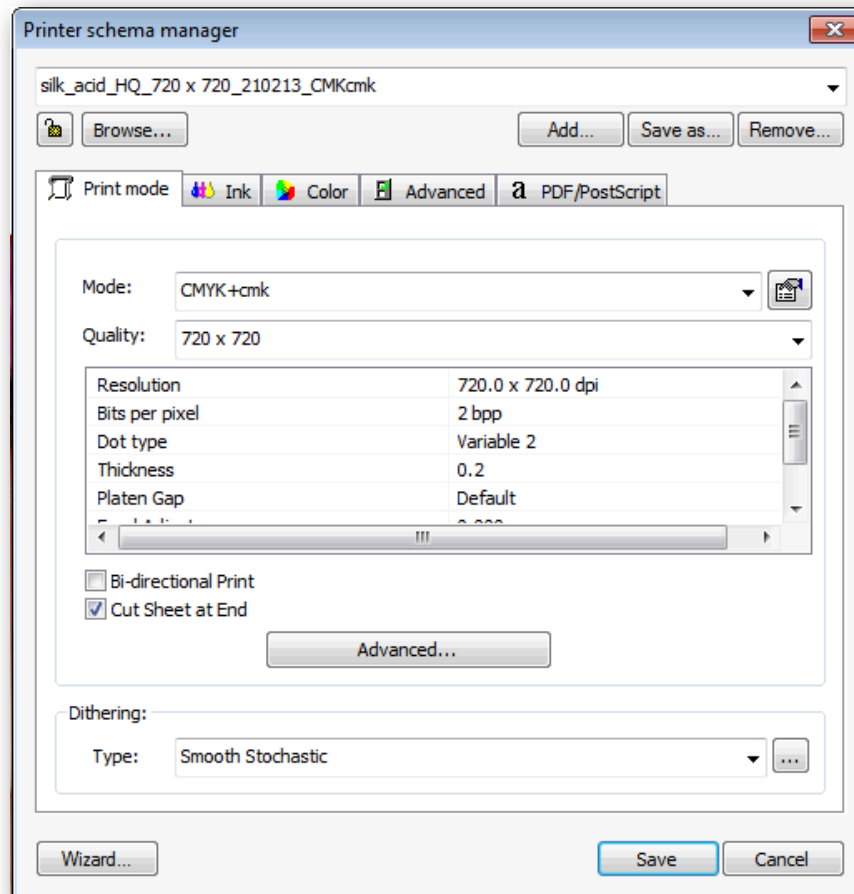 Printer schema manager
silk_acid_HQ_720 x 720_210213_CMKcmk
Browse... Add... Save as... Remove...
Print mode Ink Color Advanced a PDF/PostScript
Mode: CMYK+cmk
Quality: 720 x 720
Resolution 720.0 x 720.0 dpi
Bits per pixel 2 bpp
Dot type Variable 2
Thickness 0.2
Platen Gap Default
Bi-directional Print
Cut Sheet at End
Advanced...
Dithering:
Type: Smooth Stochastic ...
Wizard... Save Cancel